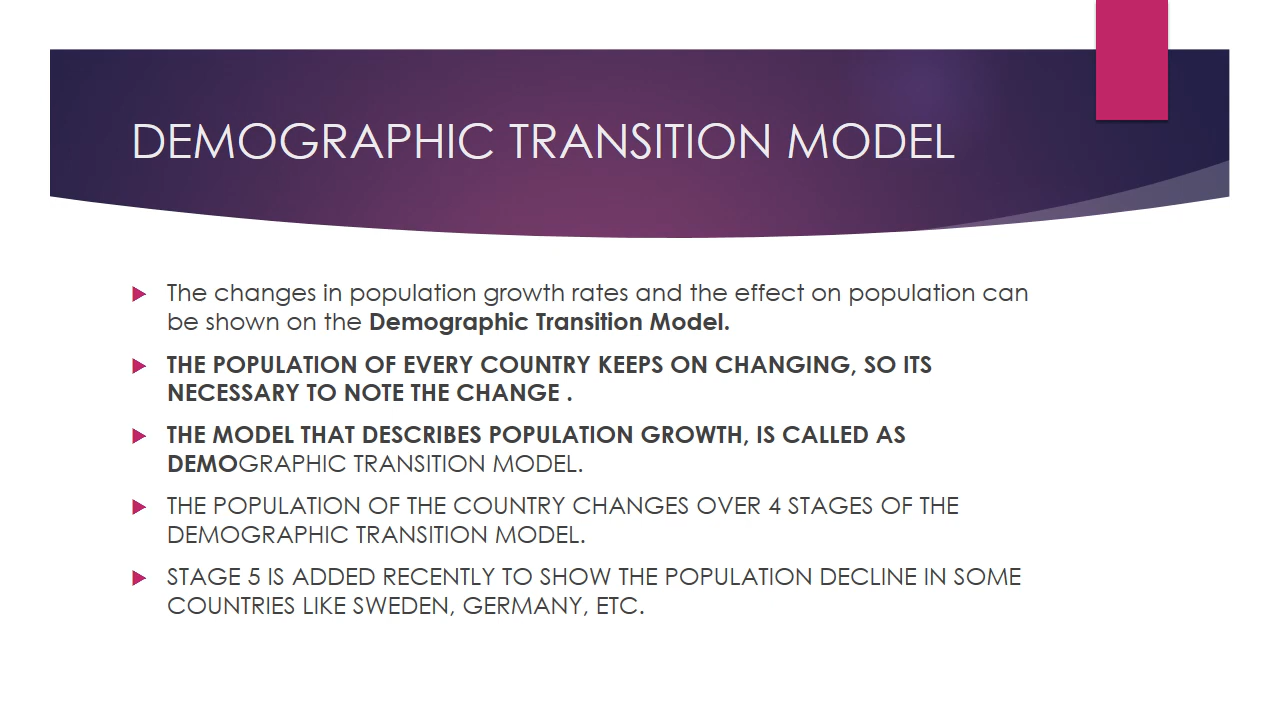 DEMOGRAPHIC TRANSITION MODEL
The changes in population growth rates and the effect on population can
be shown on the Demographic Transition Model.
THE POPULATION OF EVERY COUNTRY KEEPS ON CHANGING, SO ITS
NECESSARY TO NOTE THE CHANGE .
THE MODEL THAT DESCRIBES POPULATION GROWTH, IS CALLED AS
DEMOGRAPHIC TRANSITION MODEL.
THE POPULATION OF THE COUNTRY CHANGES OVER 4 STAGES OF THE
DEMOGRAPHIC TRANSITION MODEL.
STAGE 5 IS ADDED RECENTLY TO SHOW THE POPULATION DECLINE IN SOME
COUNTRIES LIKE SWEDEN, GERMANY, ETC.